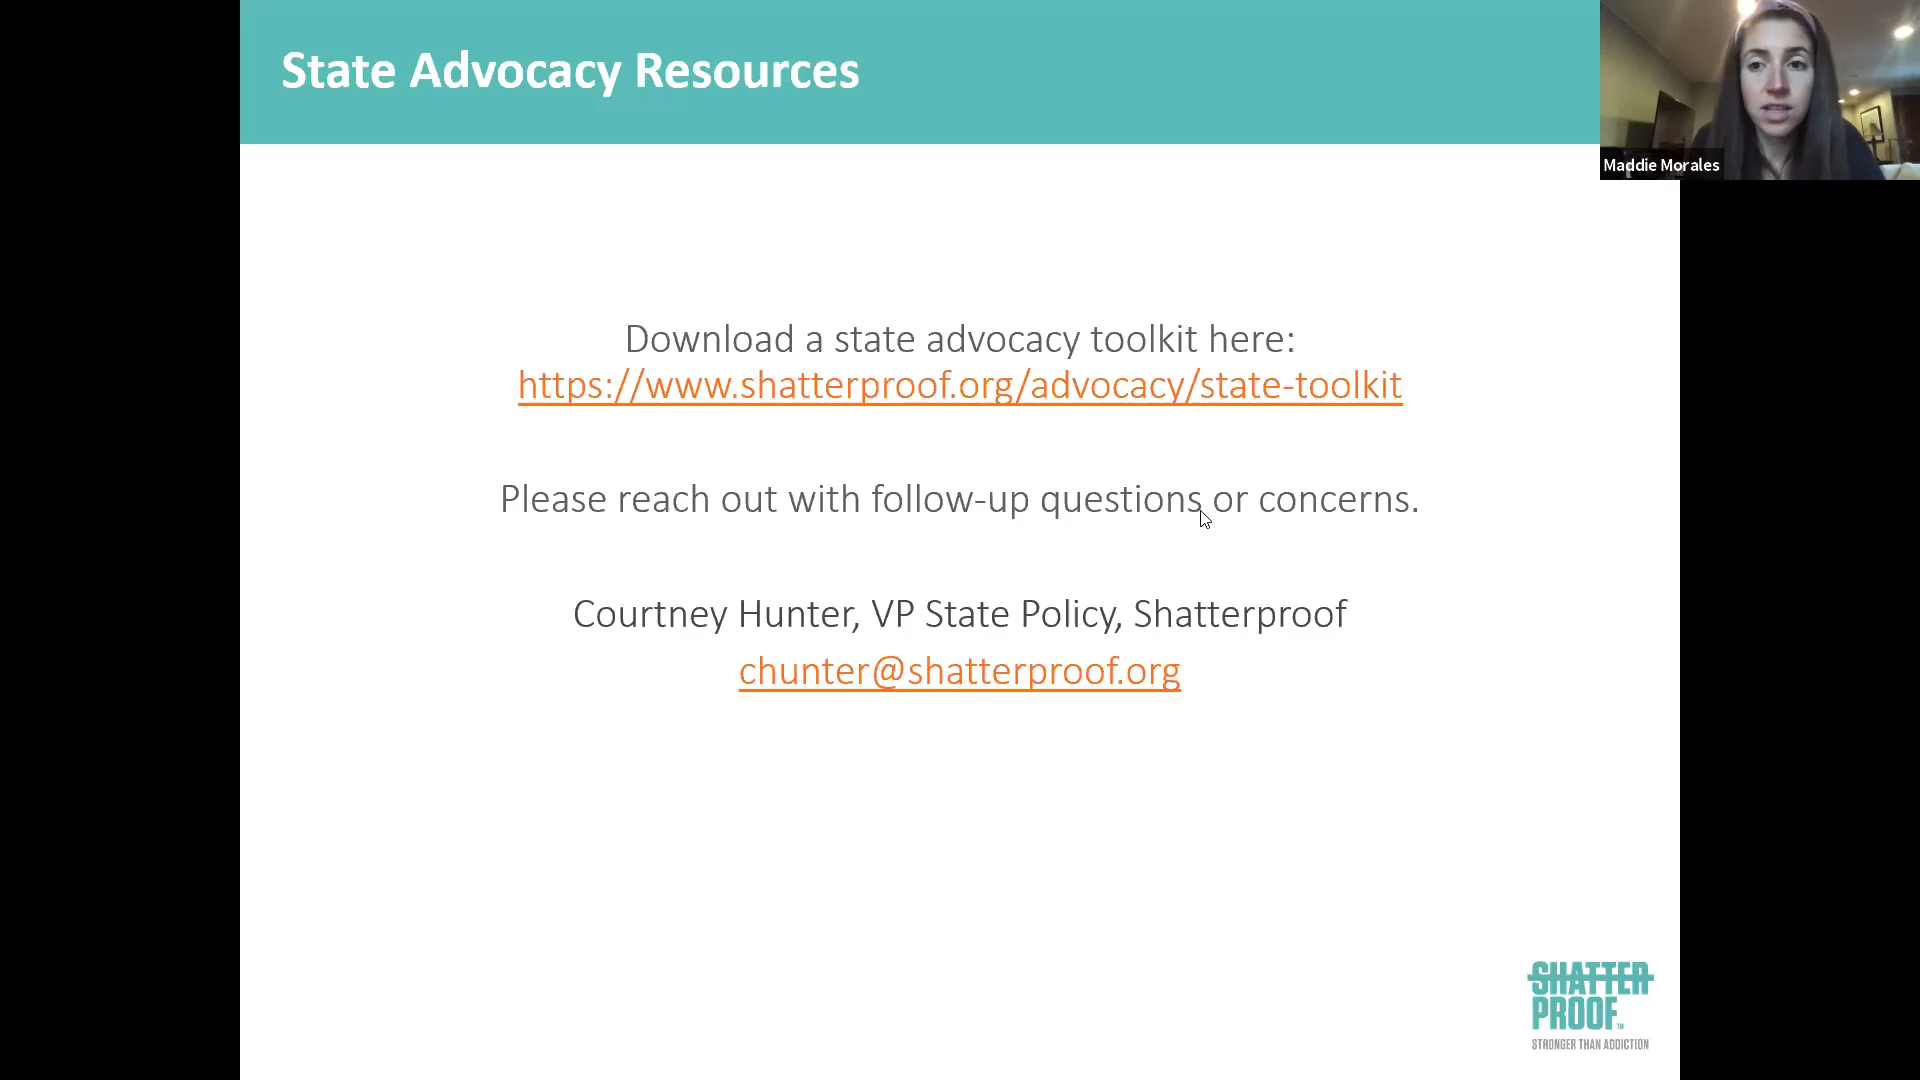 State Advocacy Resources
Maddie Morales
Download a state advocacy toolkit here:
https://www.shatterproof.org/advocacy/state-toolkit
Please reach out with follow-up questions or concerns.
Courtney Hunter, VP State Policy, Shatterproof
chunter@shatterproof.org
SHATTER
PROOF™
STRONGER THAN ADDICTION